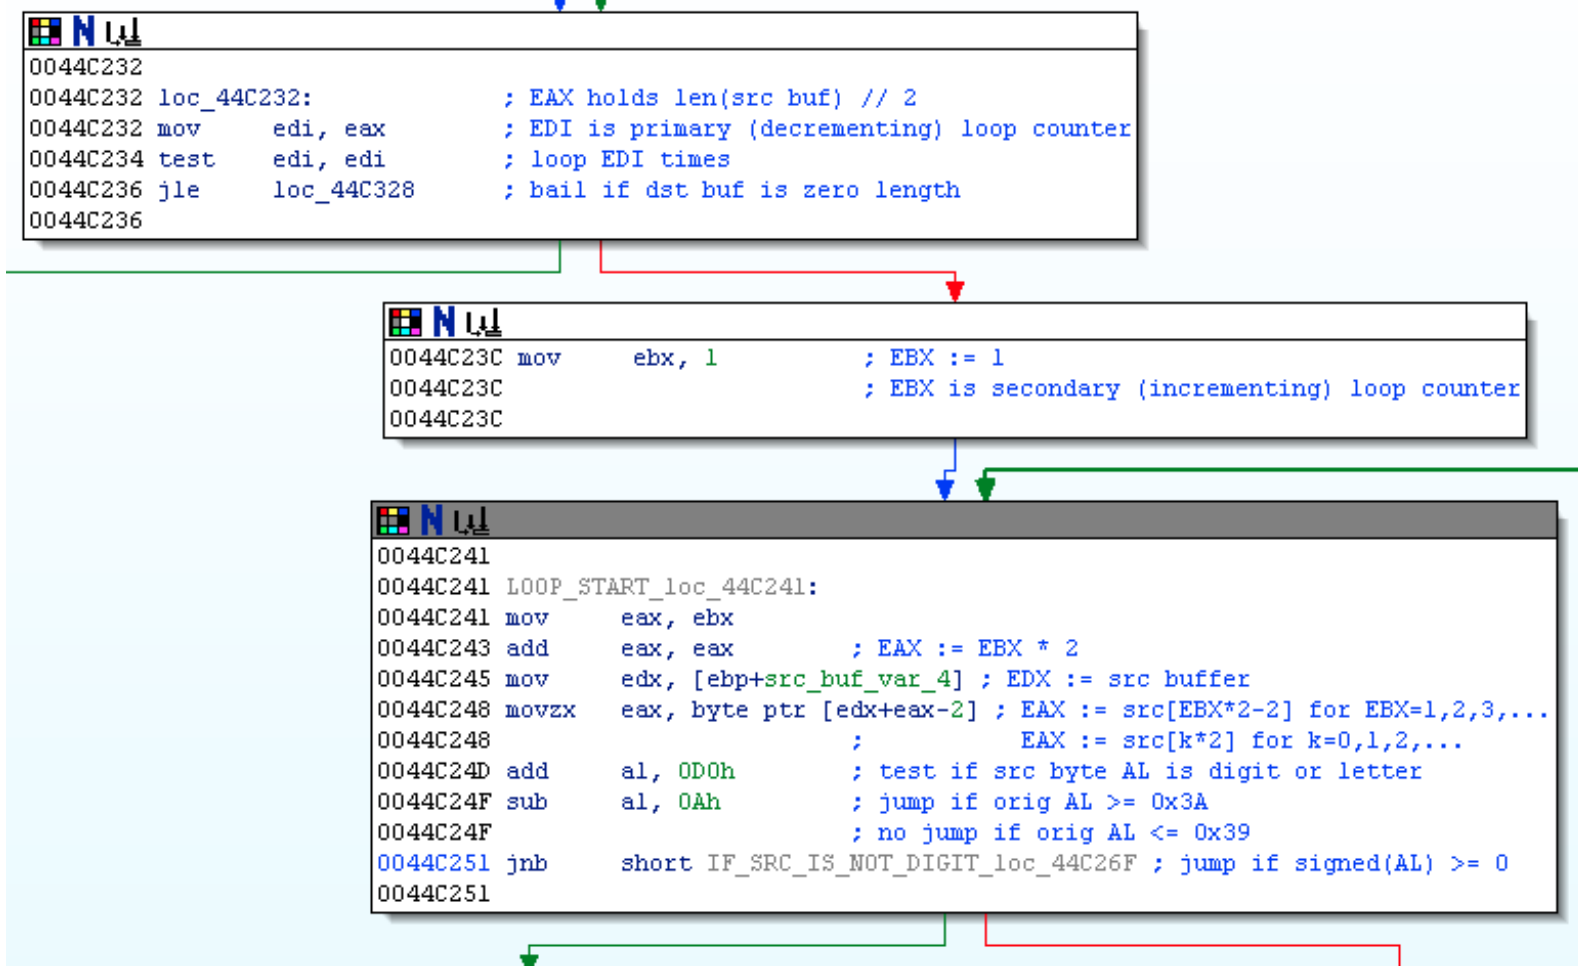 0044C232
0044C232 loc_44C232: ; EAX holds len(src buf) // 2
0044C232 mov edi, eax ; EDI is primary (decrementing) loop counter
0044C234 test edi, edi ; loop EDI times
0044C236 jle loc_44C328 ; bail if dst buf is zero length
0044C236
0044C23C mov ebx, 1 ; EBX := 1
0044C23C ; EBX is secondary (incrementing) loop counter
0044C23C
0044C241
0044C241 LOOP_START_loc_44C241:
0044C241 mov eax, ebx
0044C243 add eax, eax ; EAX := EBX * 2
0044C245 mov edx, [ebp+src_buf_var_4] ; EDX := src buffer
0044C248 movzx eax, byte ptr [edx+eax-2] ; EAX := src[EBX*2-2] for EBX=1,2,3,...
0044C248 ; EAX := src[k*2] for k=0,1,2,...
0044C24D add al, 0D0h ; test if src byte AL is digit or letter
0044C24F sub al, 0Ah ; jump if orig AL >= 0x3A
0044C24F ; no jump if orig AL <= 0x39
0044C251 jnb short IF_SRC_IS_NOT_DIGIT_loc_44C26F ; jump if signed(AL) >= 0
0044C251